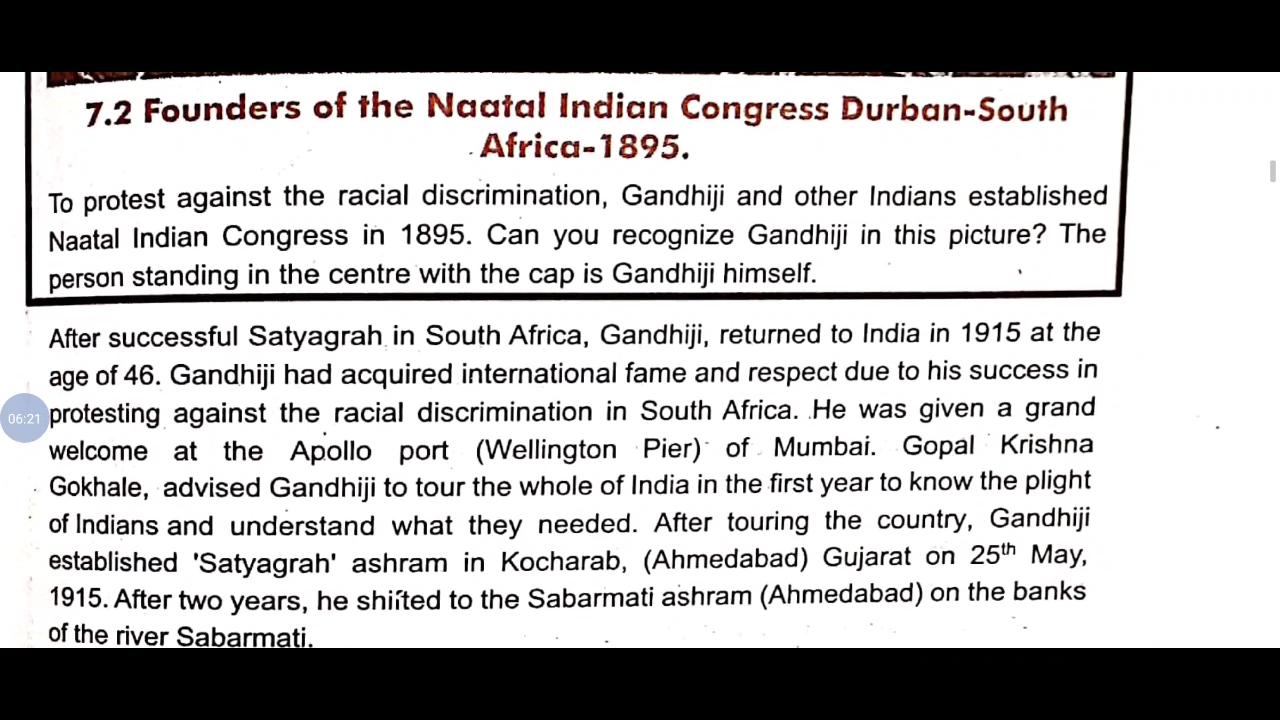 7.2 Founders of the Naatal Indian Congress Durban-South
Africa-1895.
To protest against the racial discrimination, Gandhiji and other Indians established
Naatal Indian Congress in 1895. Can you recognize Gandhiji in this picture? The
person standing in the centre with the cap is Gandhiji himself.
After successful Satyagrah in South Africa, Gandhiji, returned to India in 1915 at the
age of 46. Gandhiji had acquired international fame and respect due to his success in
06:21
protesting against the racial discrimination in South Africa. He was given a grand
welcome at the Apollo port (Wellington Pier) of Mumbai. Gopal Krishna
Gokhale, advised Gandhiji to tour the whole of India in the first year to know the plight
of Indians and understand what they needed. After touring the country, Gandhiji
established 'Satyagrah' ashram in Kocharab, (Ahmedabad) Gujarat on 25th May,
1915. After two years, he shifted to the Sabarmati ashram (Ahmedabad) on the banks
of the river Sabarmati.